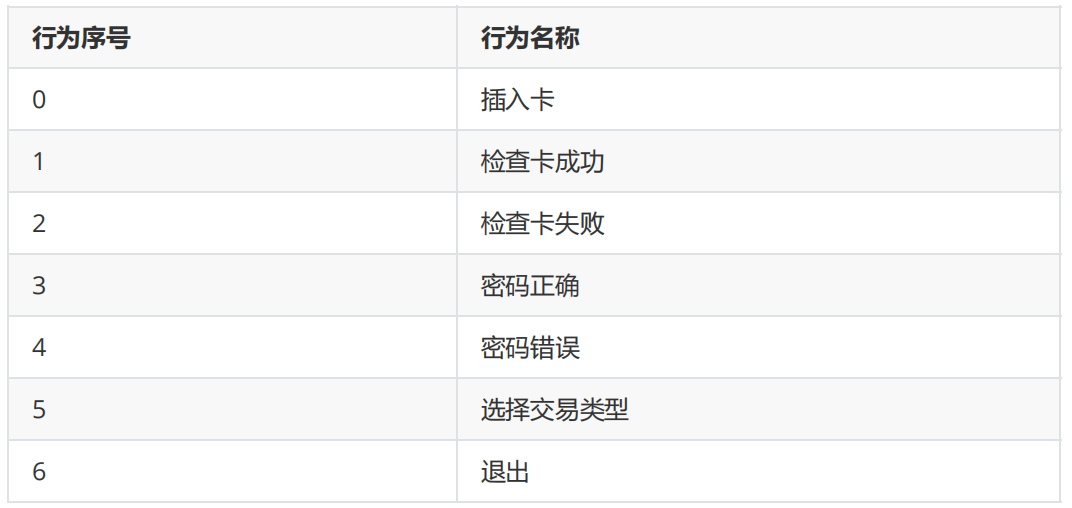 行为序号 行为名称
0 插入卡
1 检查卡成功
2 检查卡失败
3 密码正确
4 密码错误
5 选择交易类型
6 退出